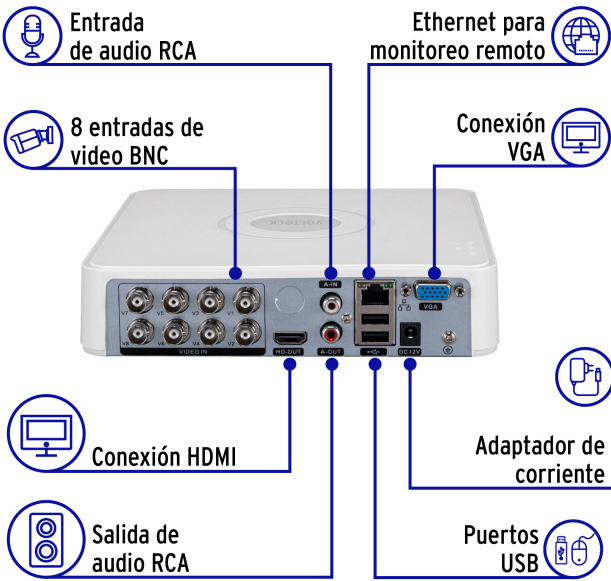 Entrada
de audio RCA
Ethernet para
monitoreo remoto
8 entradas de
video BNC
Conexión
VGA
VOLTECK
A-IN
V7 V5 V3 V1
VGA
V8 V6 V4 V2
VIDEO IN
HD-OUT
A-OUT
DC12V
Conexión HDMI
Adaptador de
corriente
Salida de
audio RCA
Puertos
USB